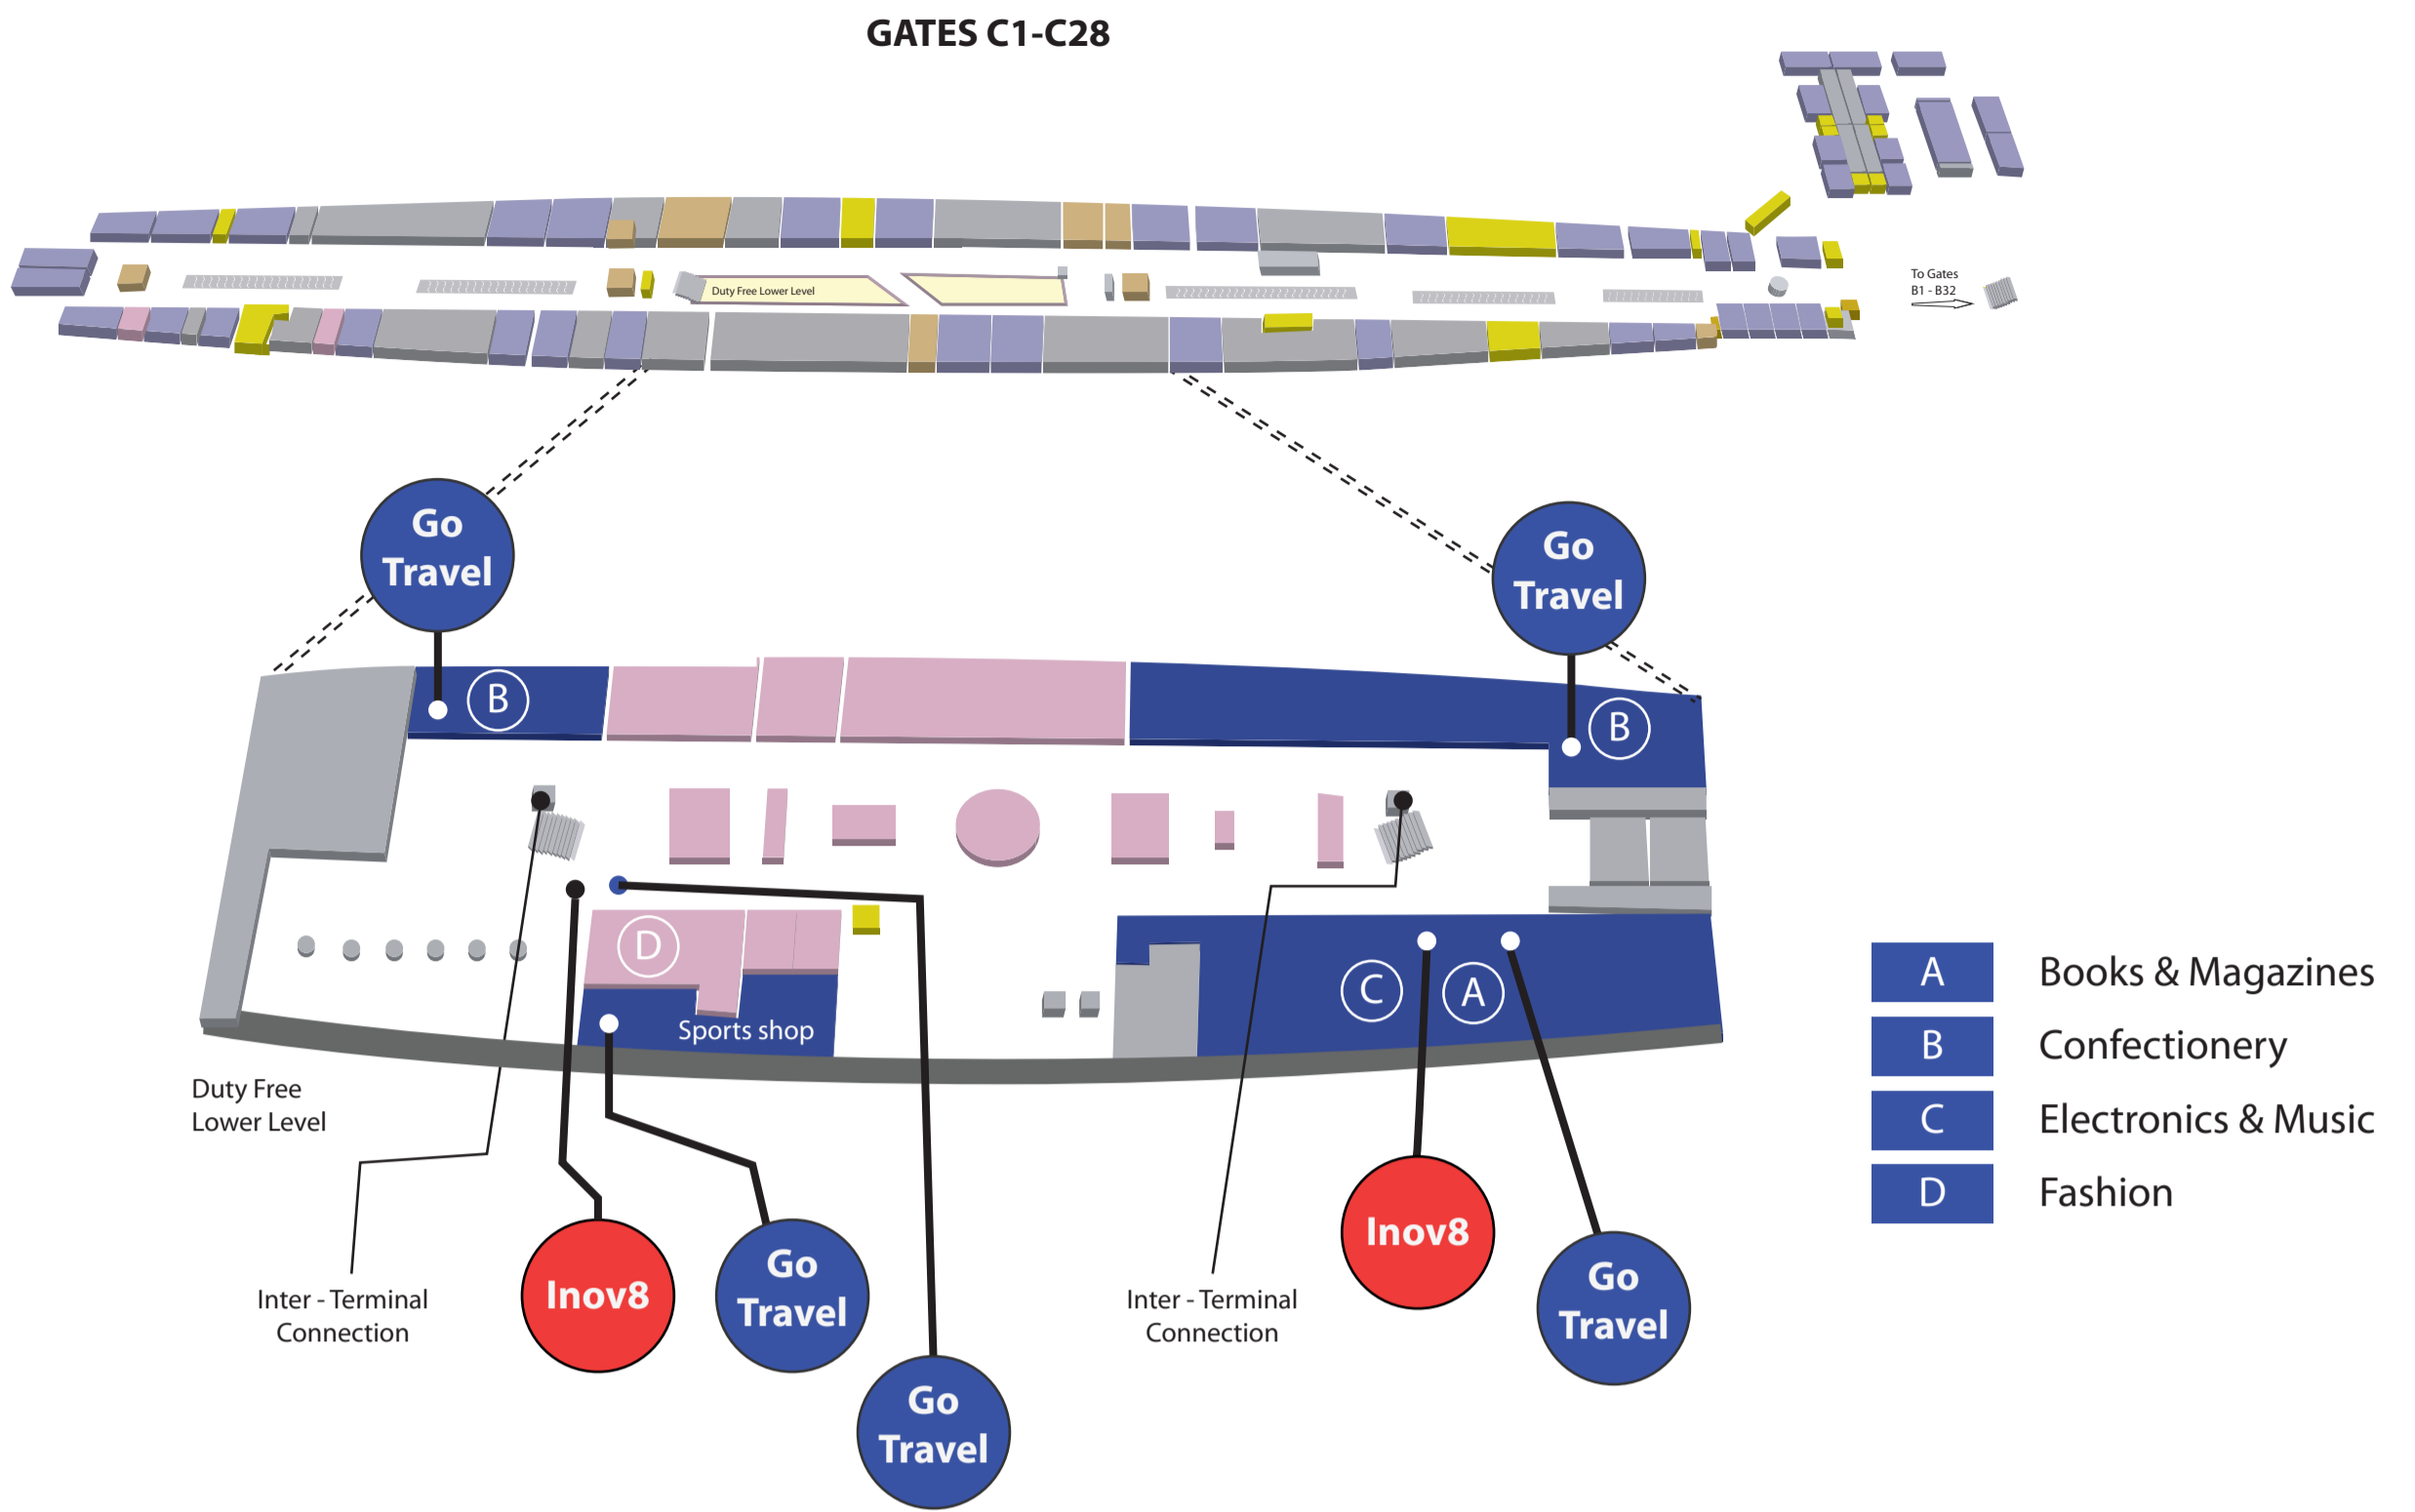 GATES C1-C28
Duty Free Lower Level
To Gates
B1 - B32
Go
Travel
Go
Travel
B
B
D
Sports shop
C
A
A
Books & Magazines
B
Confectionery
C
Electronics & Music
D
Fashion
Duty Free
Lower Level
Inter - Terminal
Connection
Inov8
Go
Travel
Go
Travel
Inter - Terminal
Connection
Inov8
Go
Travel